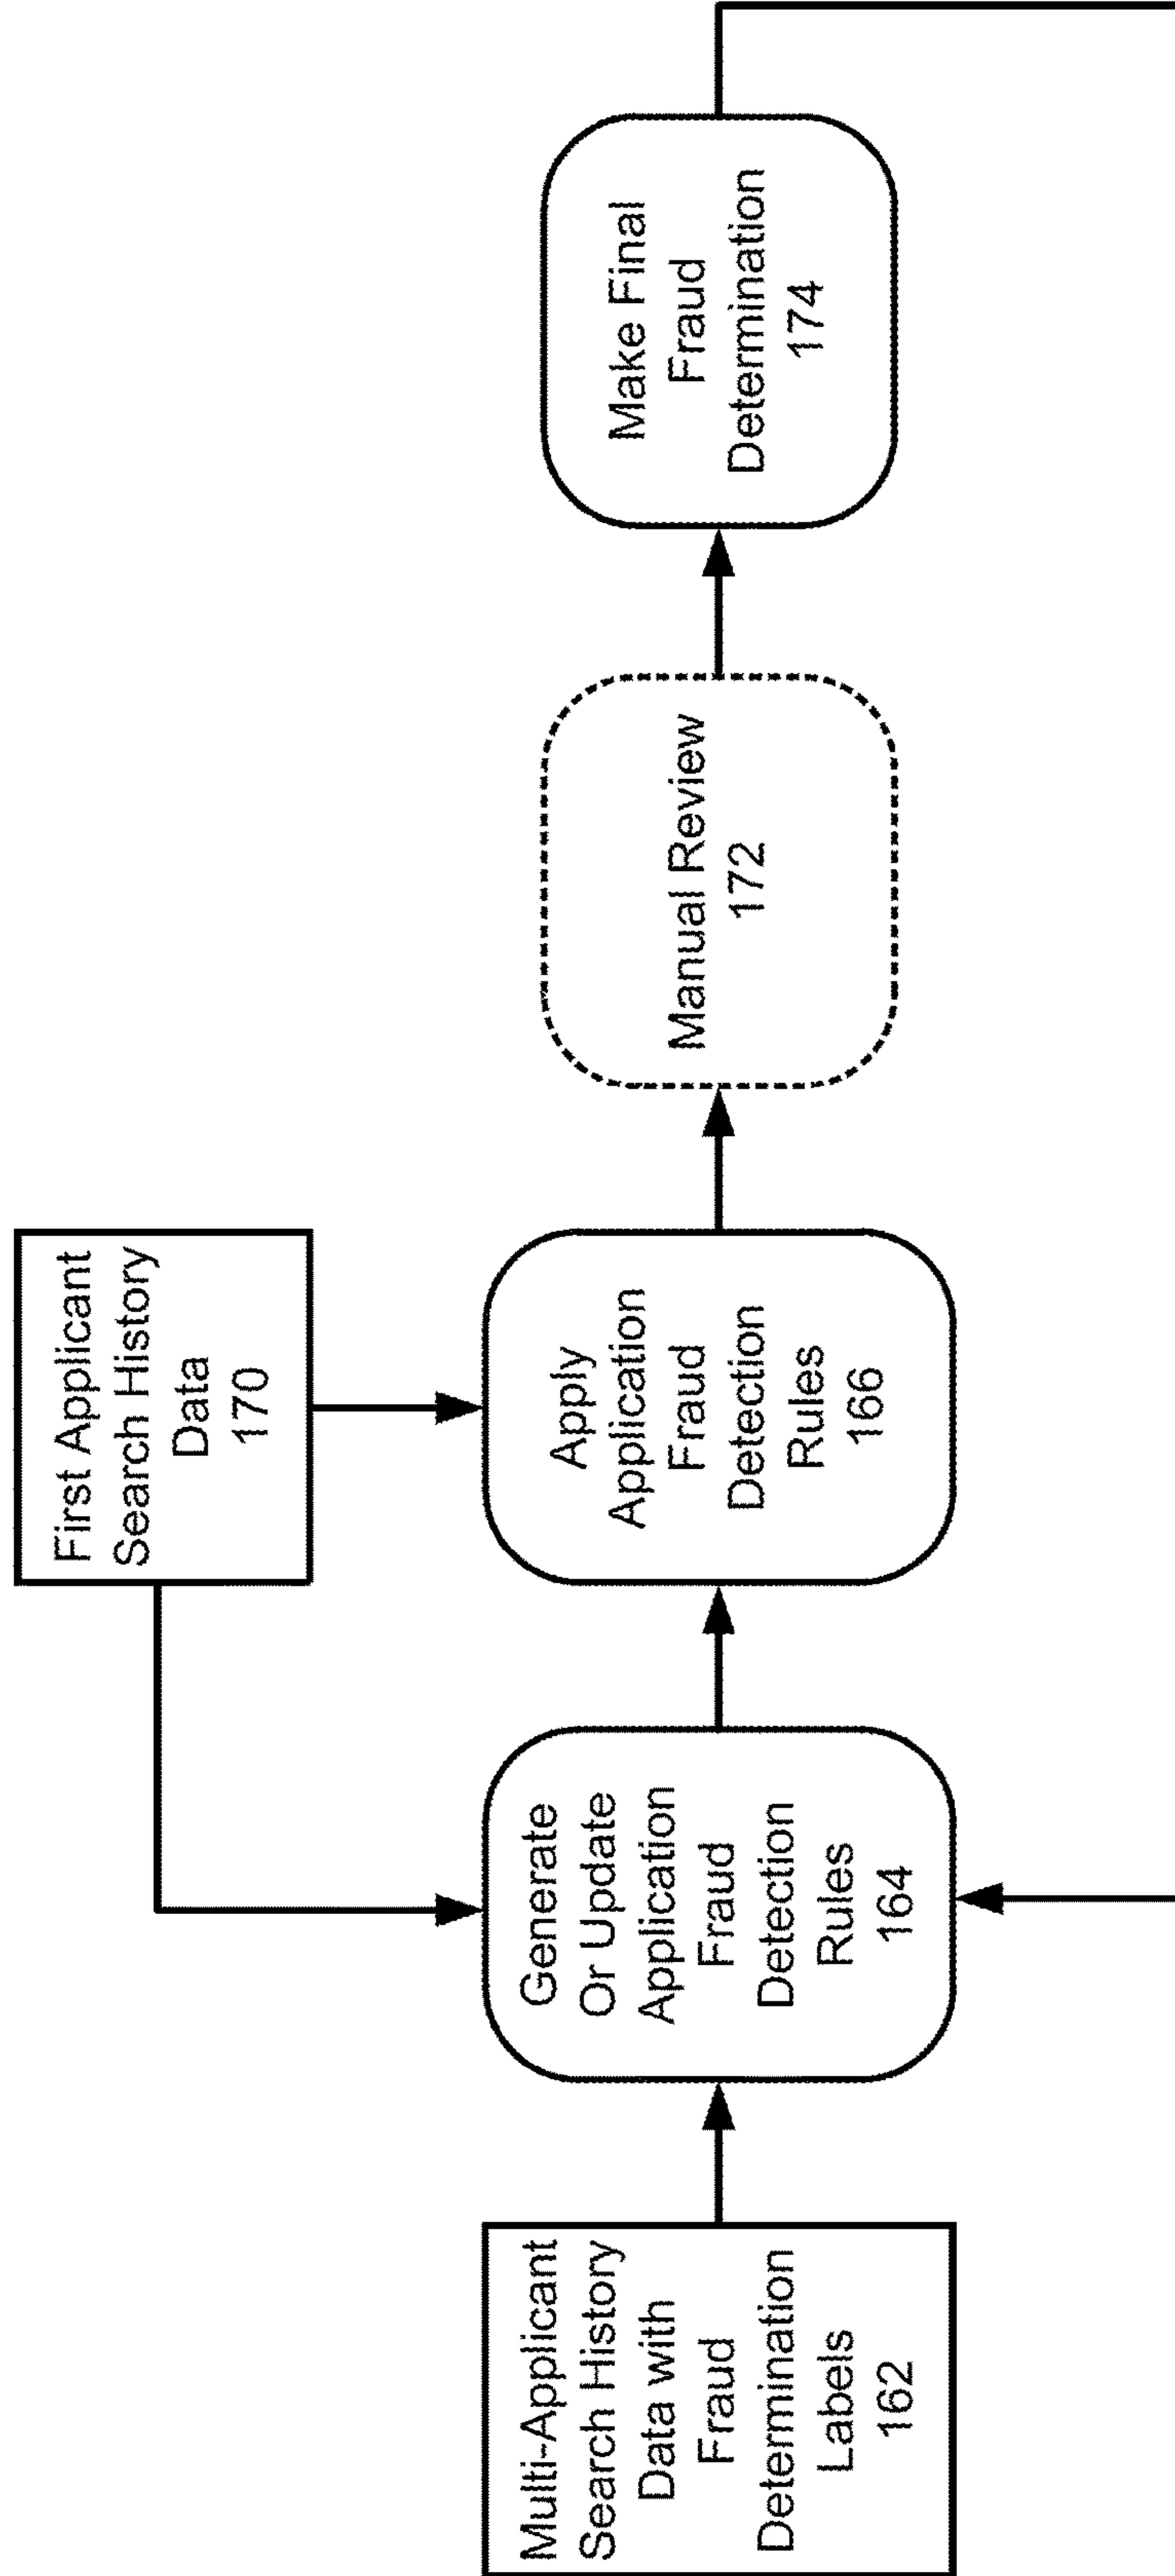 First Applicant
Search History
Data
170
Multi-Applicant
Search History
Data with
Fraud
Determination
Labels
162
Generate
Or Update
Application
Fraud
Detection
Rules
164
Apply
Application
Fraud
Detection
Rules
166
Manual Review
172
Make Final
Fraud
Determination
174